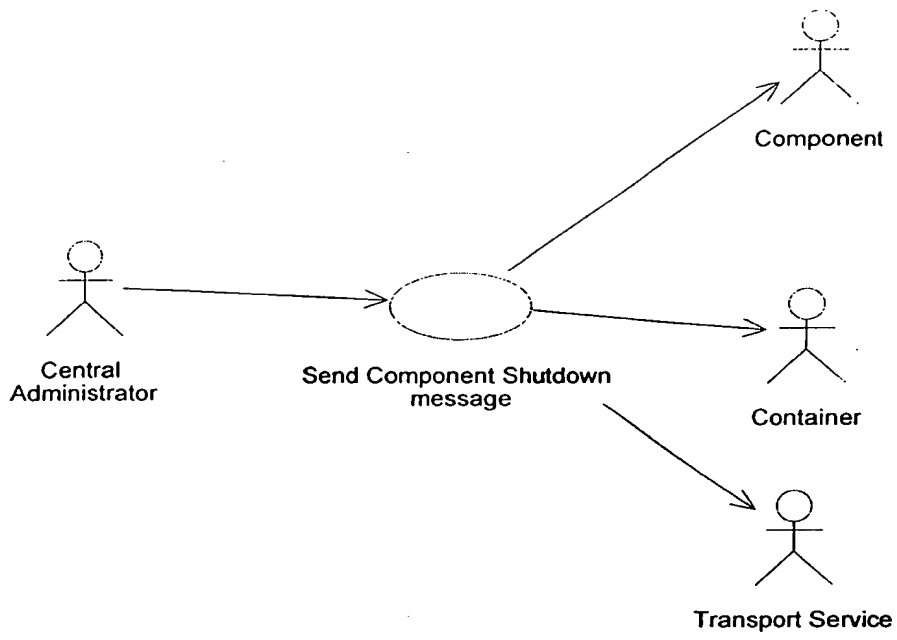 Component
Central
Administrator
Send Component Shutdown
message
Container
Transport Service